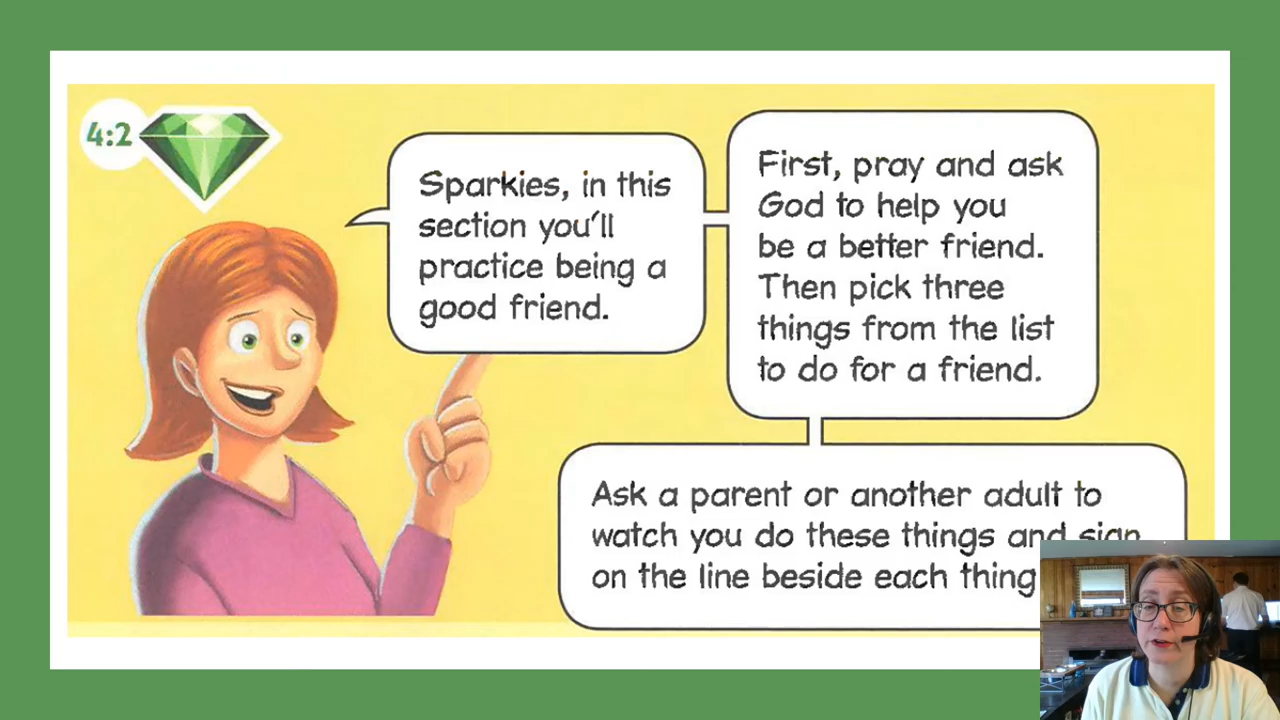 4:2
Sparkies, in this
section you'll
practice being a
good friend.
First, pray and ask
God to help you
be a better friend.
Then pick three
things from the list
to do for a friend.
Ask a parent or another adult to
watch you do these things and sign
on the line beside each thing